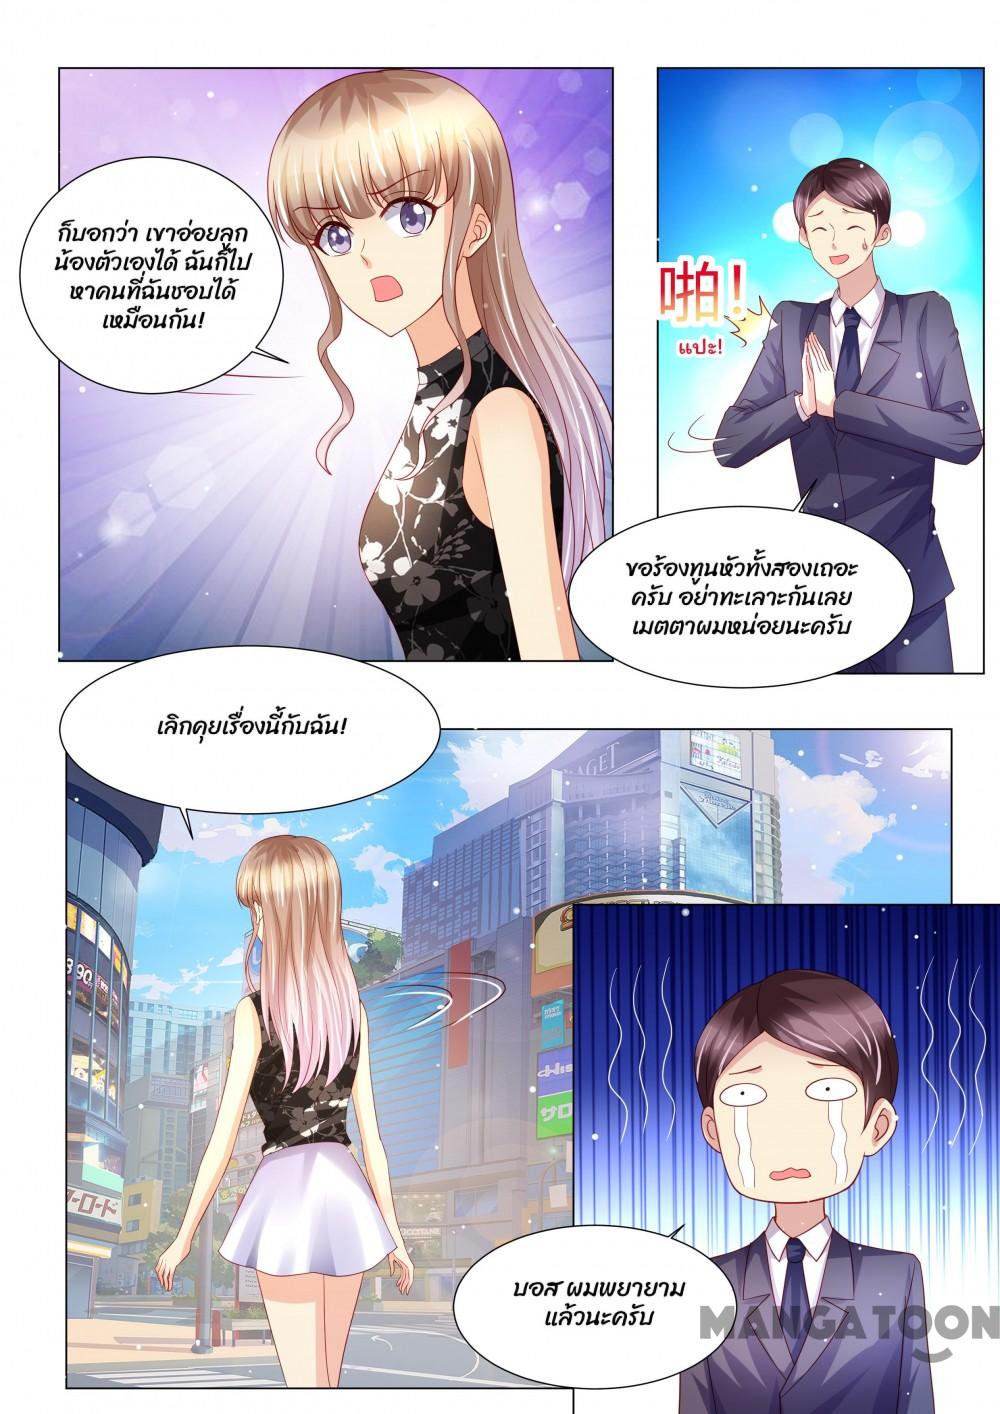 ก็บอกว่า เขาอ่อยลูก
น้องตัวเองได้ ฉันก็ไป
หาคนที่ฉันชอบได้
เหมือนกัน!
啪!
แปะ!
ขอร้องทูนหัวทั้งสองเถอะ
ครับ อย่าทะเลาะกันเลย
เมตตาผมหน่อยนะครับ
เลิกคุยเรื่องนี้กับฉัน!
บอส ผมพยายาม
แล้วนะครับ
MANGATOON